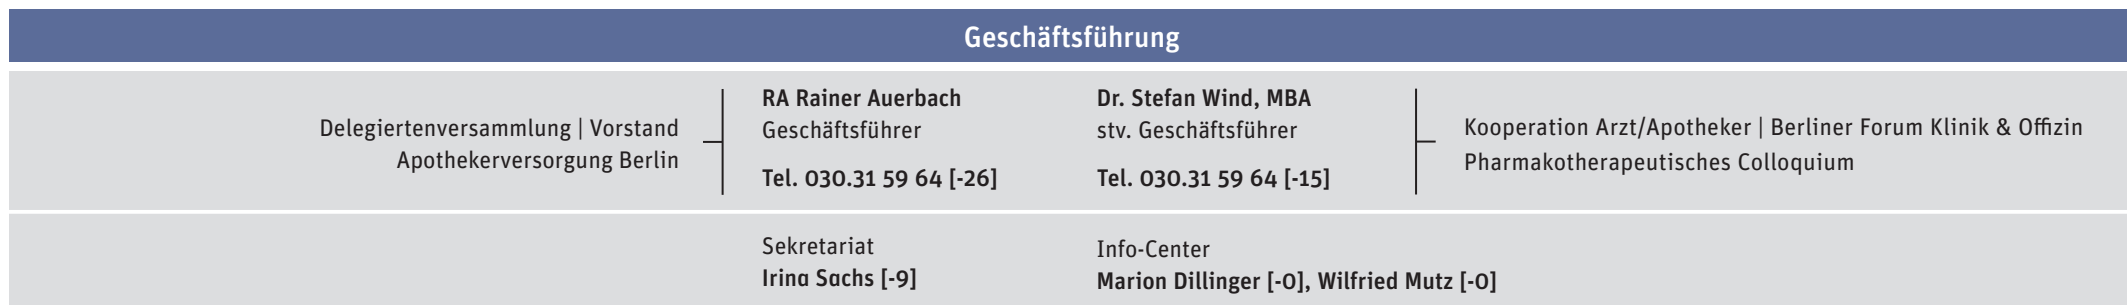 Geschäftsführung
Delegiertenversammlung | Vorstand
Apothekerversorgung Berlin
RA Rainer Auerbach
Geschäftsführer
Tel. 030.31 59 64 [-26]
Dr. Stefan Wind, MBA
stv. Geschäftsführer
Tel. 030.31 59 64 [-15]
Kooperation Arzt/Apotheker | Berliner Forum Klinik & Offizin
Pharmakotherapeutisches Colloquium
Sekretariat
Irina Sachs [-9]
Info-Center
Marion Dillinger [-0], Wilfried Mutz [-0]